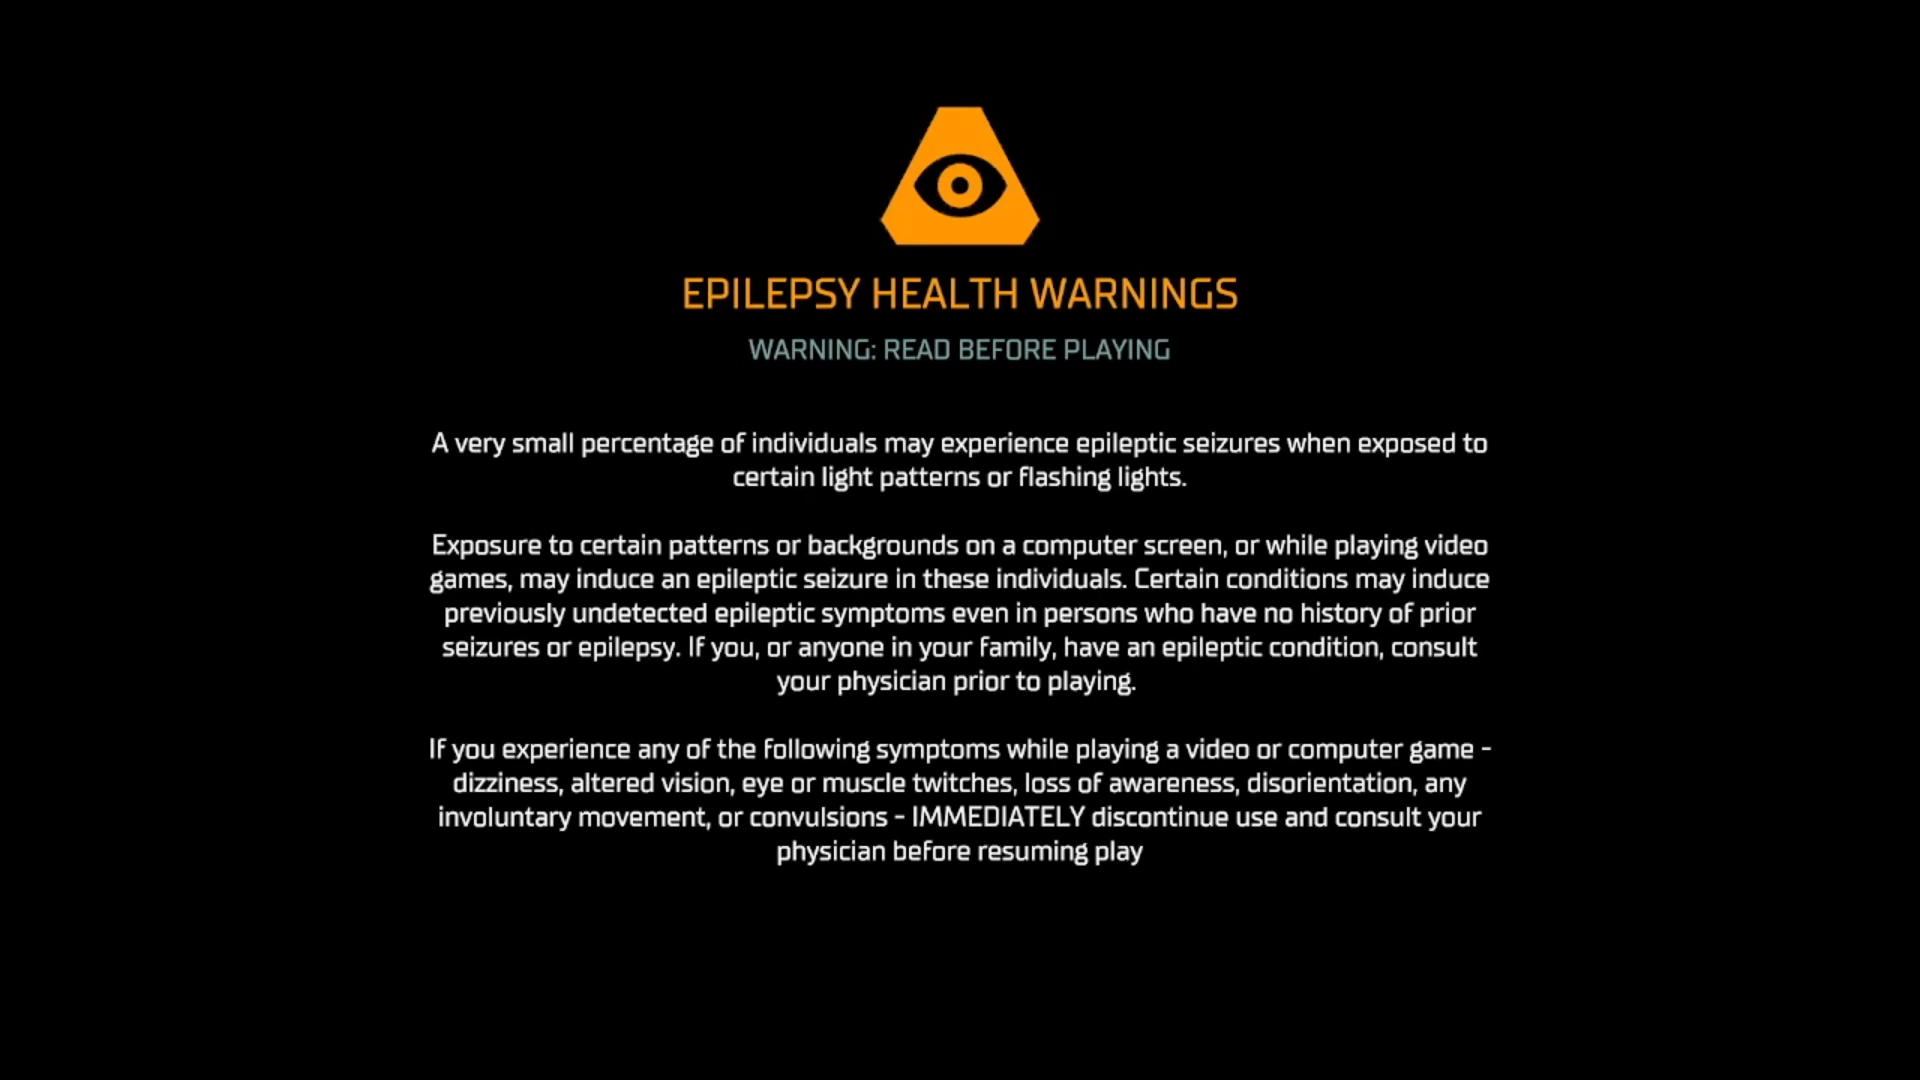 EPILEPSY HEALTH WARNINGS
WARNING: READ BEFORE PLAYING
A very small percentage of individuals may experience epileptic seizures when exposed to
certain light patterns or flashing lights.
Exposure to certain patterns or backgrounds on a computer screen, or while playing video
games, may induce an epileptic seizure in these individuals. Certain conditions may induce
previously undetected epileptic symptoms even in persons who have no history of prior
seizures or epilepsy. If you, or anyone in your family, have an epileptic condition, consult
your physician prior to playing.
If you experience any of the following symptoms while playing a video or computer game -
dizziness, altered vision, eye or muscle twitches, loss of awareness, disorientation, any
involuntary movement, or convulsions - IMMEDIATELY discontinue use and consult your
physician before resuming play